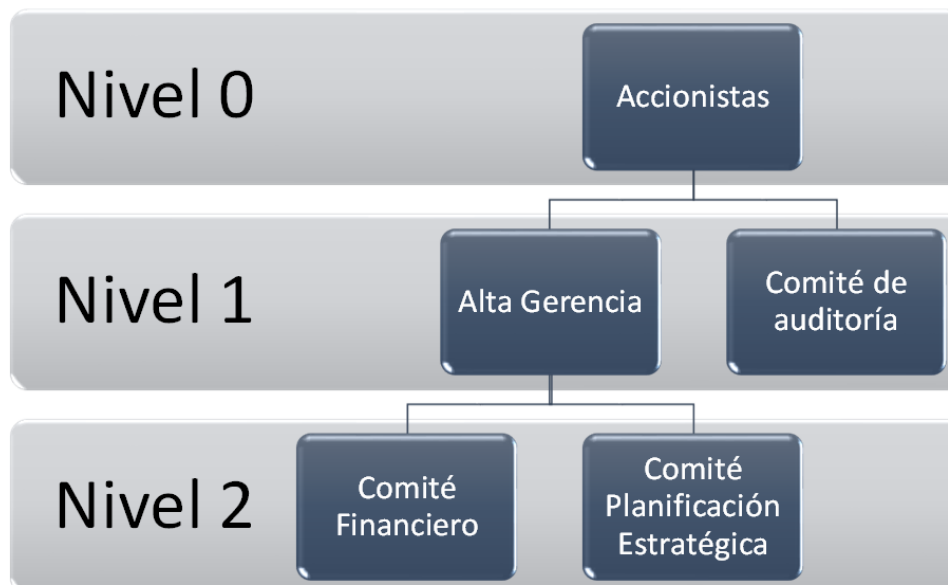 Nivel 0
Accionistas
Nivel 1
Alta Gerencia
Comité de
auditoría
Nivel 2
Comité
Financiero
Comité
Planificación
Estratégica